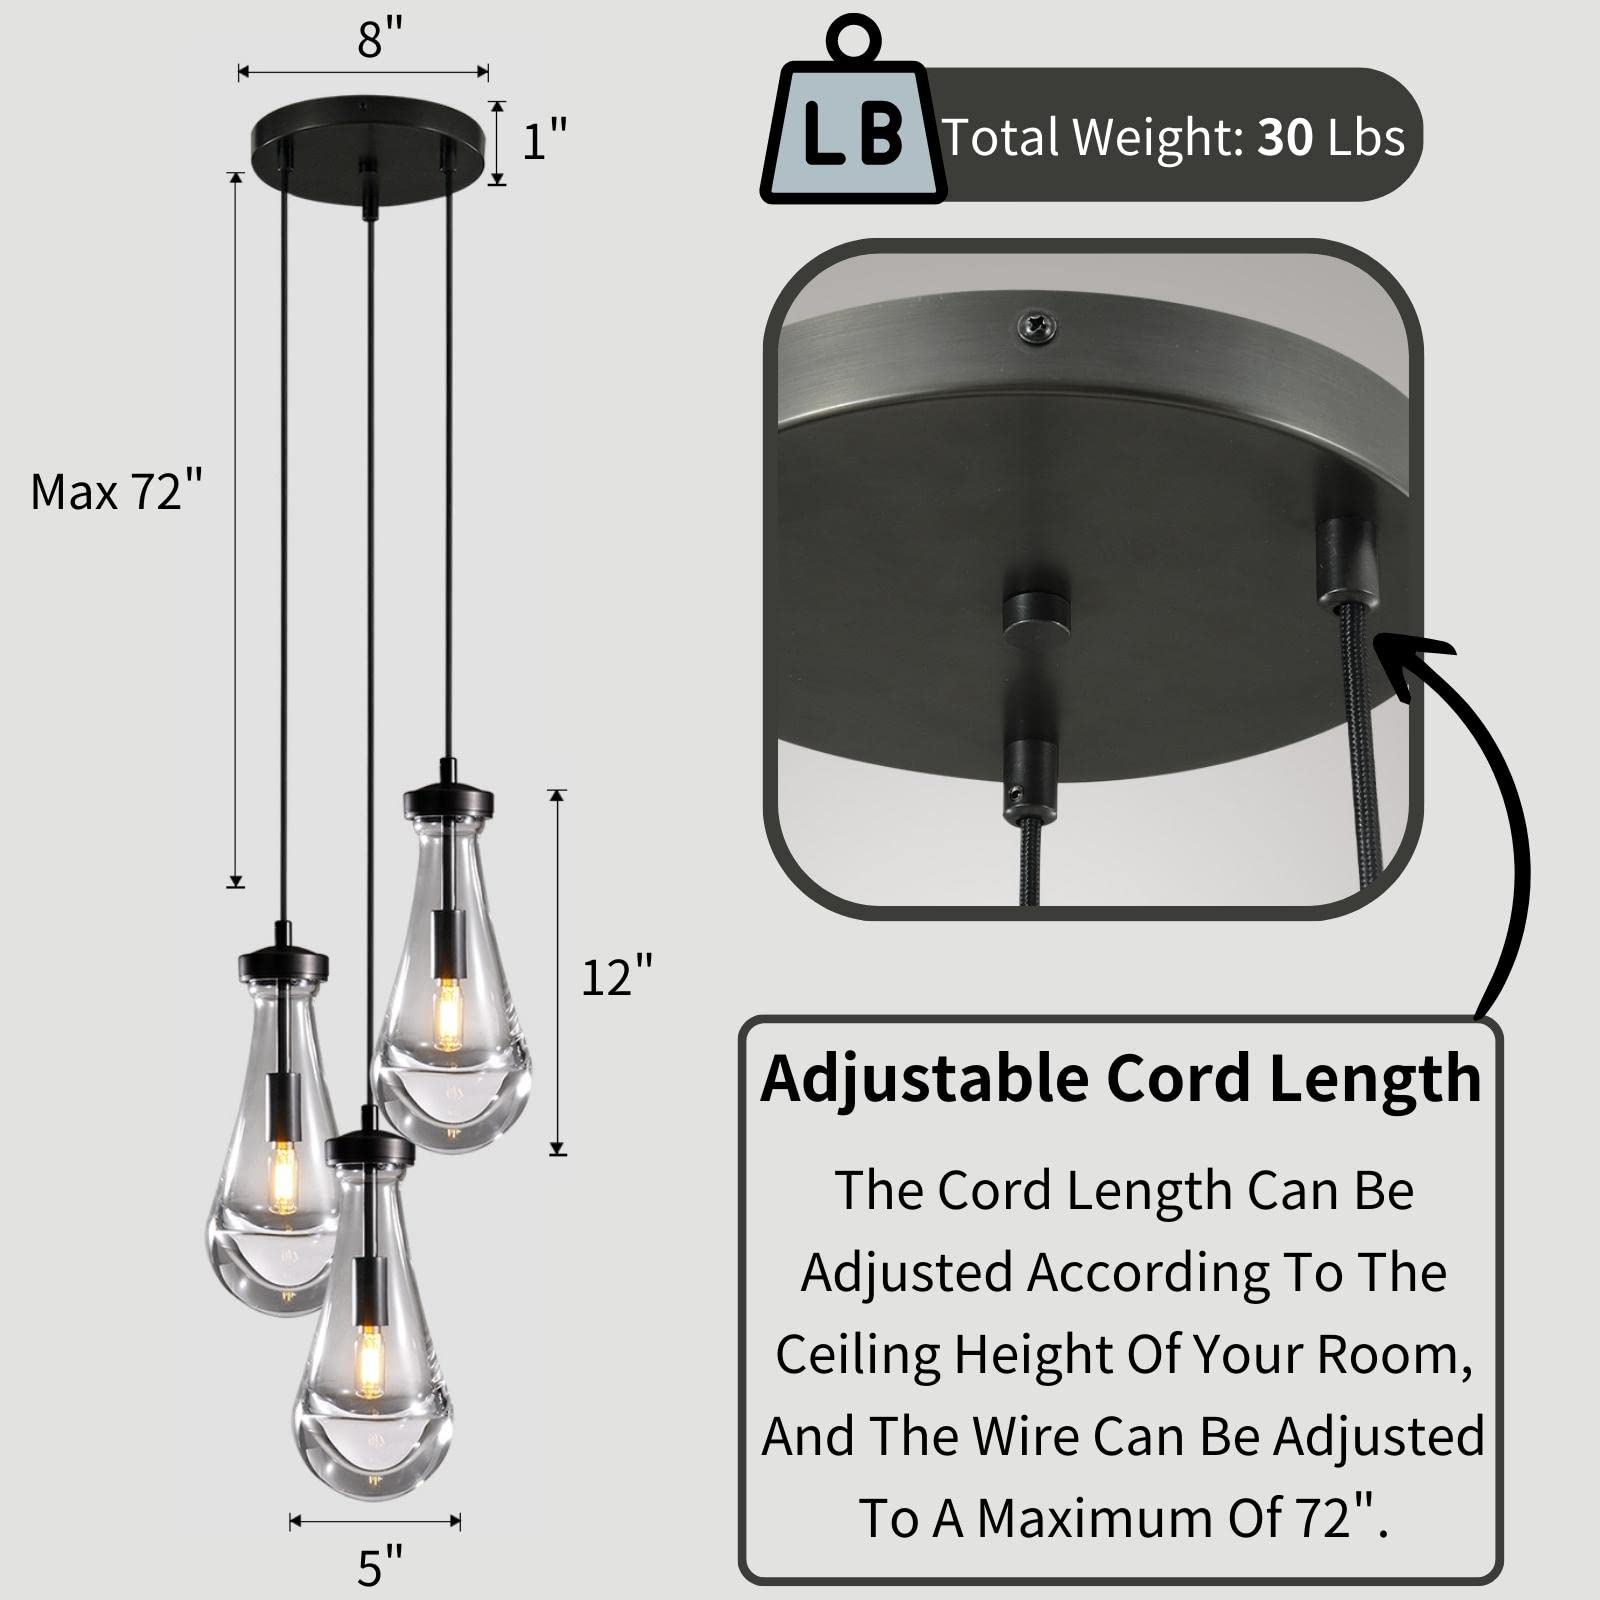 8"
1"
Max 72"
12"
5"
LB
Total Weight: 30 Lbs
Adjustable Cord Length
The Cord Length Can Be
Adjusted According To The
Ceiling Height Of Your Room,
And The Wire Can Be Adjusted
To A Maximum Of 72".